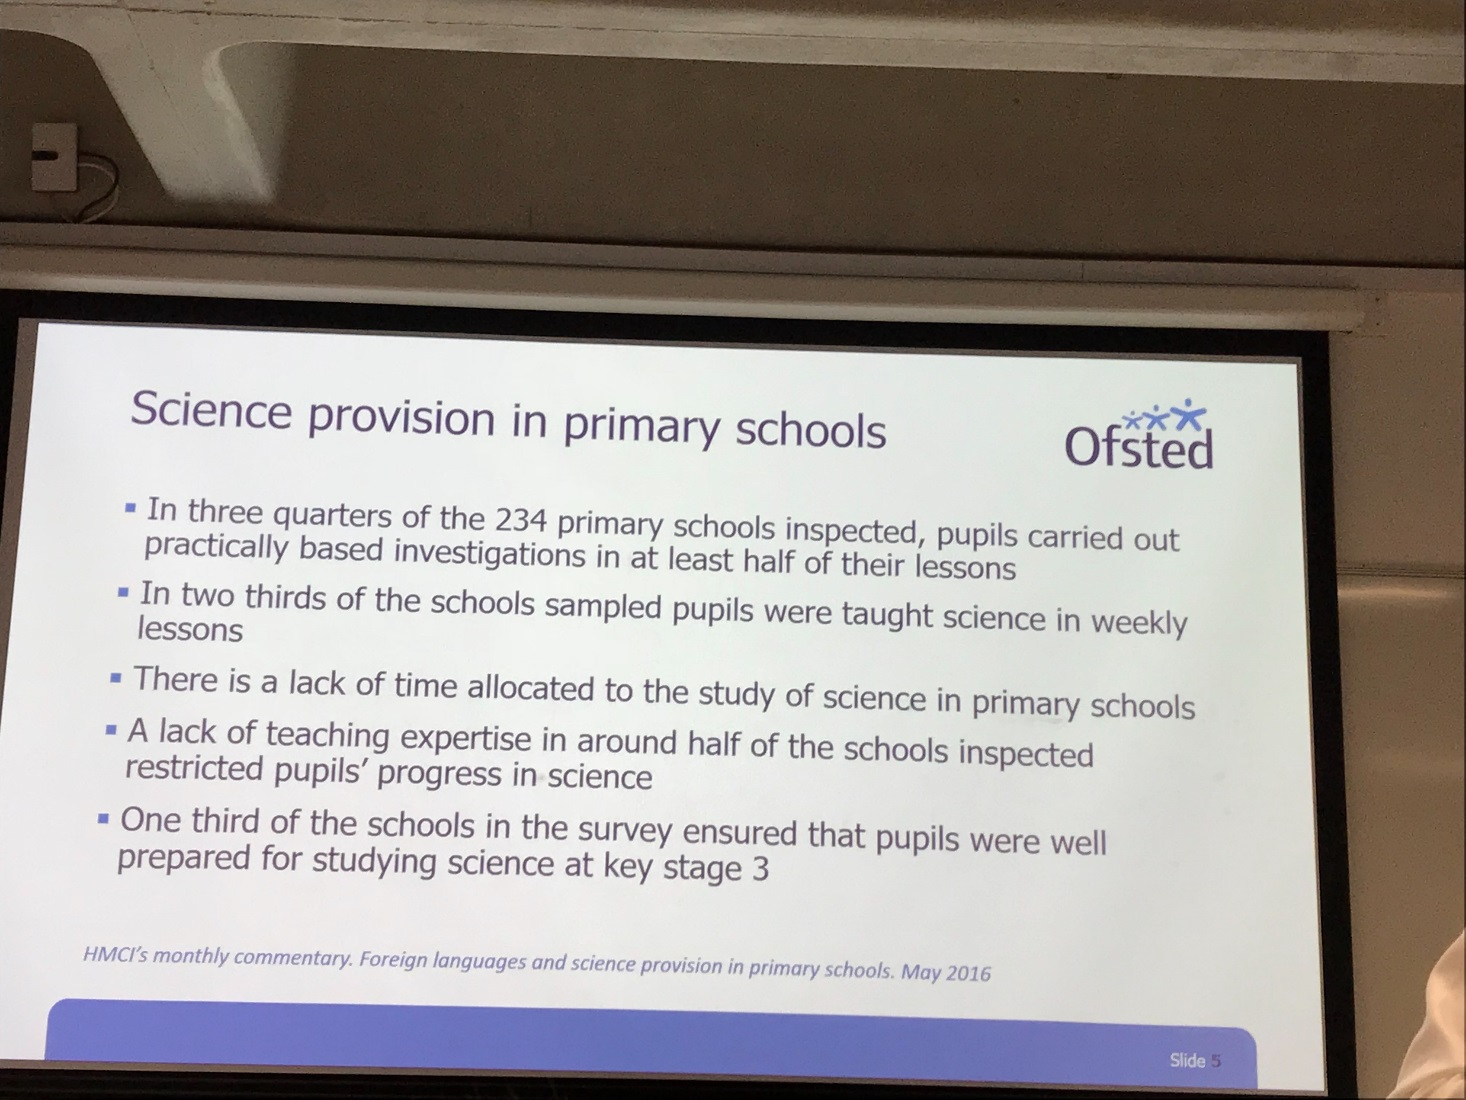 Science provision in primary schools
Ofsted
▪ In three quarters of the 234 primary schools inspected, pupils carried out
practically based investigations in at least half of their lessons
▪ In two thirds of the schools sampled pupils were taught science in weekly
lessons
▪ There is a lack of time allocated to the study of science in primary schools
▪ A lack of teaching expertise in around half of the schools inspected
restricted pupils’ progress in science
▪ One third of the schools in the survey ensured that pupils were well
prepared for studying science at key stage 3
HMCI’s monthly commentary. Foreign languages and science provision in primary schools. May 2016
Slide 5